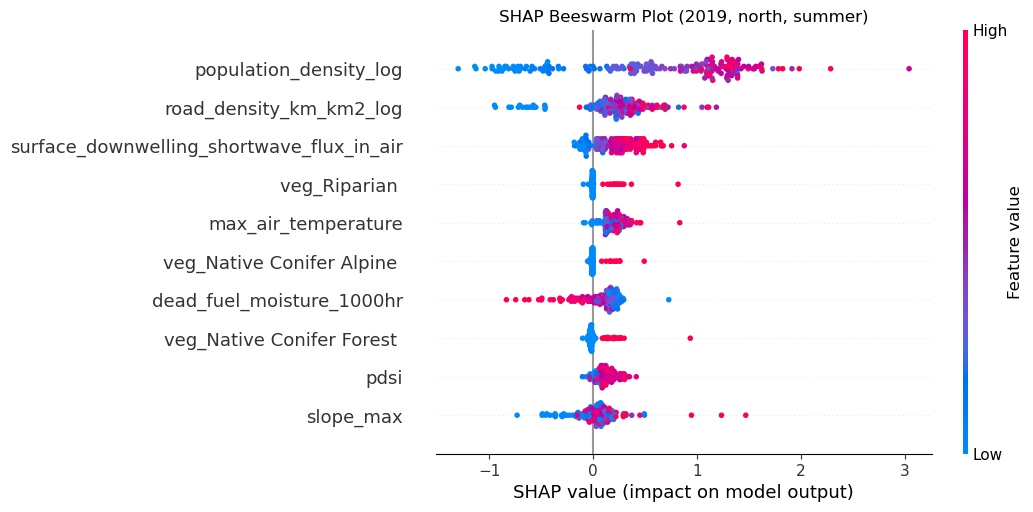 SHAP Beeswarm Plot (2019, north, summer)
High
population_density_log
road_density_km_km2_log
surface_downwelling_shortwave_flux_in_air
veg_Riparian
max_air_temperature
veg_Native Conifer Alpine
dead_fuel_moisture_1000hr
veg_Native Conifer Forest
pdsi
slope_max
Feature value
Low
−1
0
1
2
3
SHAP value (impact on model output)